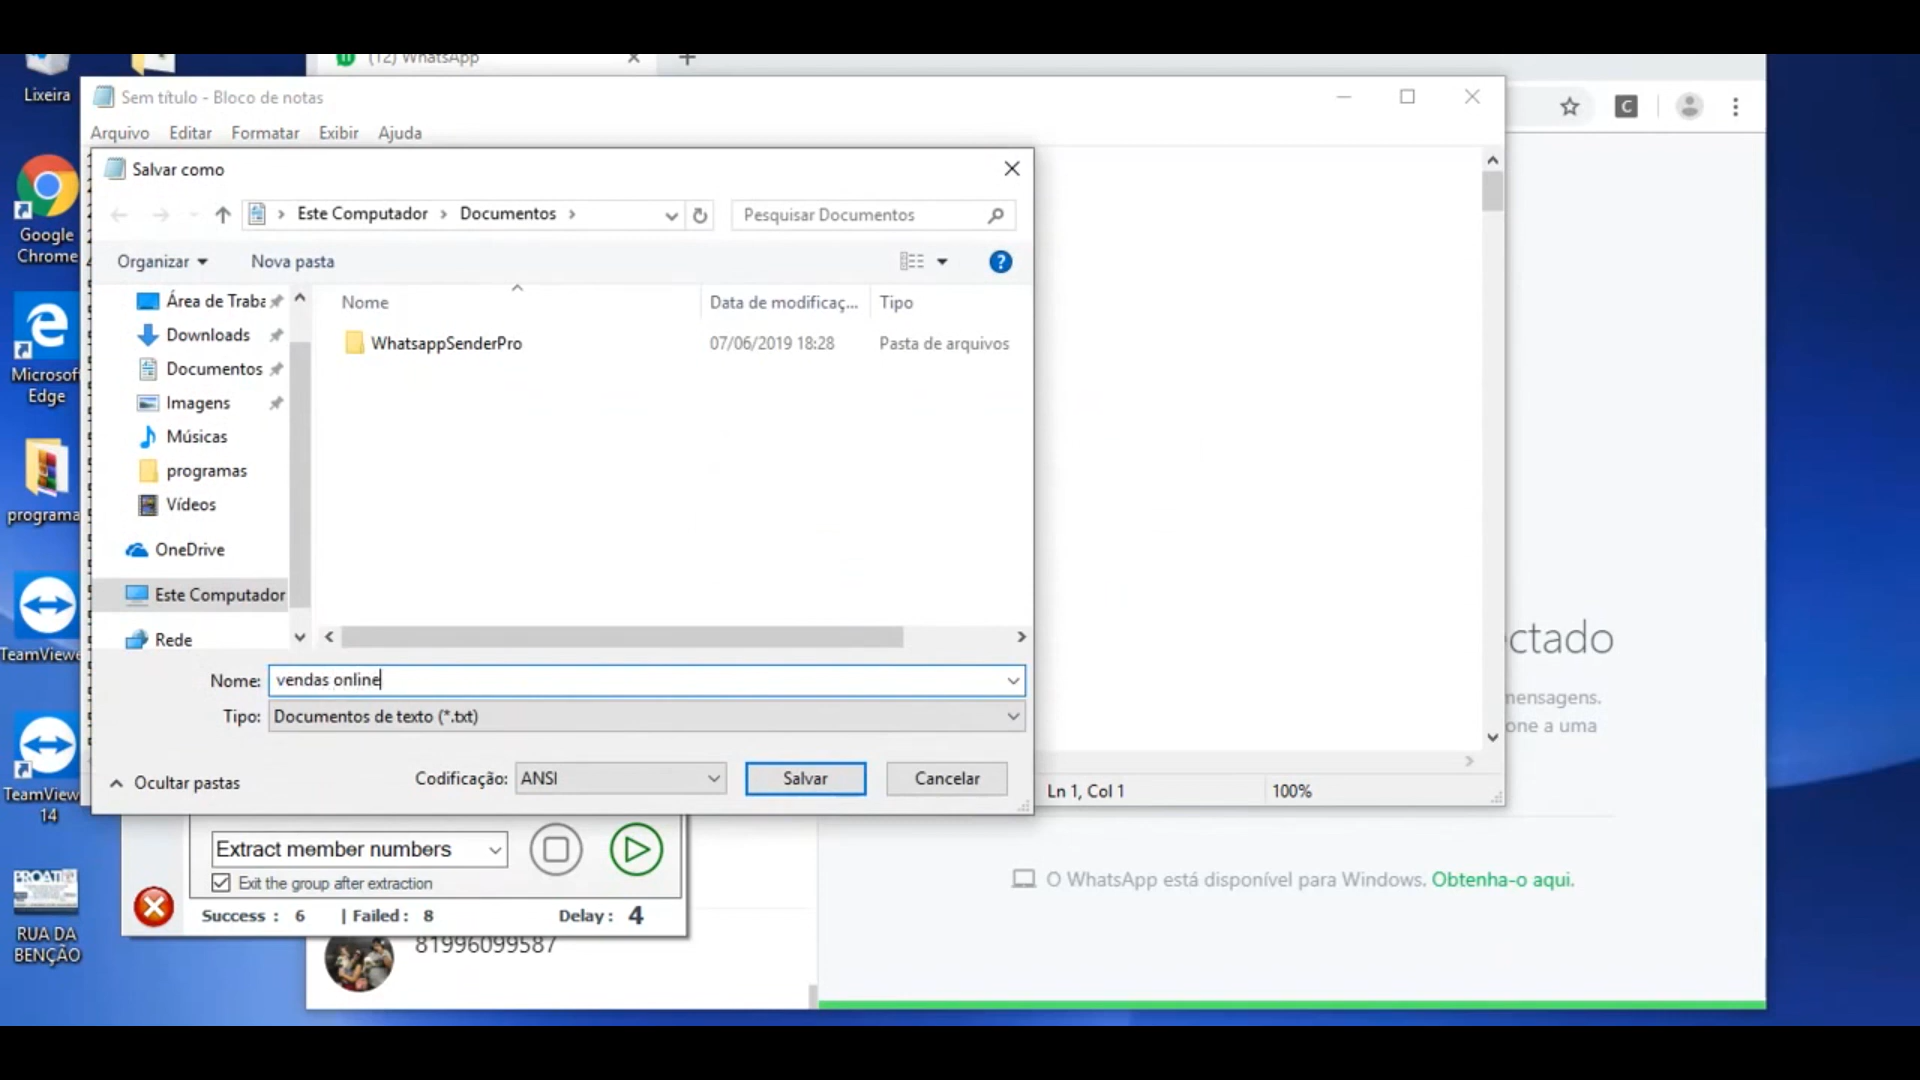 Lixeira
(12) WhatsApp
Sem título - Bloco de notas
Arquivo Editar Formatar Exibir Ajuda
Salvar como
Este Computador Documentos
Pesquisar Documentos
Organizar Nova pasta
Google
Chrome
Área de Traba
Downloads
Documentos
Imagens
Músicas
programas
Vídeos
OneDrive
Este Computador
Rede
Nome Data de modificaç... Tipo
WhatsappSenderPro 07/06/2019 18:28 Pasta de arquivos
Microsof
Edge
programa
TeamViewe
TeamView
14
PROATIV
RUA DA
BENÇÃO
Nome: vendas online
Tipo: Documentos de texto (*.txt)
Ocultar pastas
Codificação: ANSI
Salvar
Cancelar
Ln 1, Col 1
100%
ctado
mensagens.
one a uma
Extract member numbers
Exit the group after extraction
Success : 6 | Failed : 8 Delay : 4
81996099587
O WhatsApp está disponível para Windows. Obtenha-o aqui.